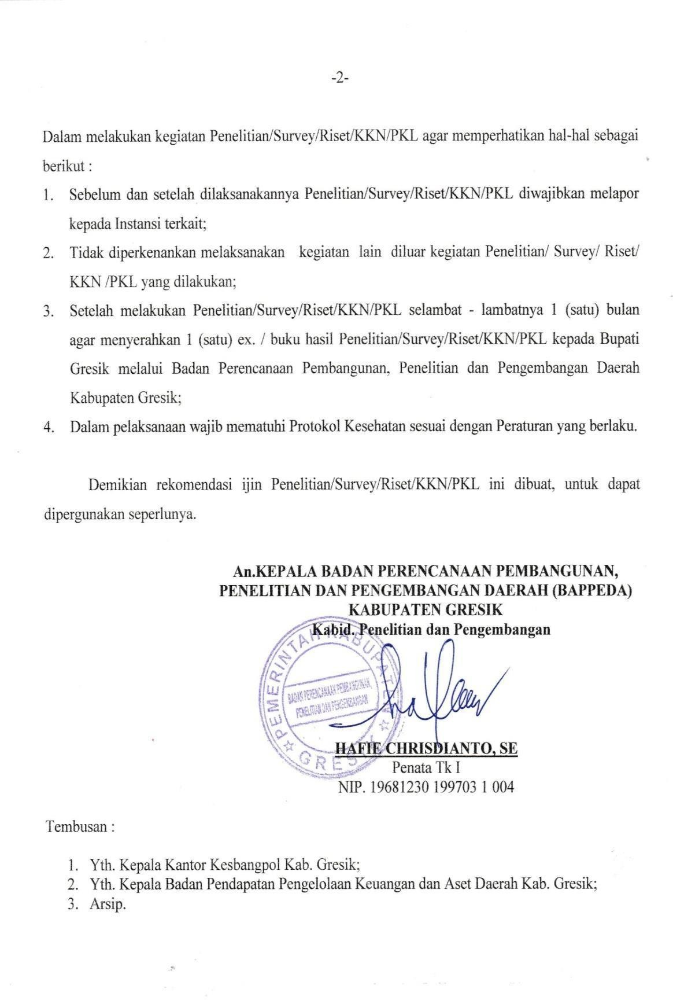 -2-
Dalam melakukan kegiatan Penelitian/Survey/Riset/KKN/PKL agar memperhatikan hal-hal sebagai
berikut :
1. Sebelum dan setelah dilaksanakannya Penelitian/Survey/Riset/KKN/PKL diwajibkan melapor
kepada Instansi terkait;
2. Tidak diperkenankan melaksanakan kegiatan lain diluar kegiatan Penelitian/ Survey/ Riset/
KKN /PKL yang dilakukan;
3. Setelah melakukan Penelitian/Survey/Riset/KKN/PKL selambat - lambatnya 1 (satu) bulan
agar menyerahkan 1 (satu) ex. / buku hasil Penelitian/Survey/Riset/KKN/PKL kepada Bupati
Gresik melalui Badan Perencanaan Pembangunan, Penelitian dan Pengembangan Daerah
Kabupaten Gresik;
4. Dalam pelaksanaan wajib mematuhi Protokol Kesehatan sesuai dengan Peraturan yang berlaku.
Demikian rekomendasi ijin Penelitian/Survey/Riset/KKN/PKL ini dibuat, untuk dapat
dipergunakan seperlunya.
An.KEPALA BADAN PERENCANAAN PEMBANGUNAN,
PENELITIAN DAN PENGEMBANGAN DAERAH (BAPPEDA)
KABUPATEN GRESIK
Kabid. Penelitian dan Pengembangan
PEMERINTAH KABUPATEN
BADAN PERENCANAAN PEMBANGUNAN,
PENELITIAN DAN PENGEMBANGAN
GRESIK
HAFIE CHRISDIANTO, SE
Penata Tk I
NIP. 19681230 199703 1 004
Tembusan :
1. Yth. Kepala Kantor Kesbangpol Kab. Gresik;
2. Yth. Kepala Badan Pendapatan Pengelolaan Keuangan dan Aset Daerah Kab. Gresik;
3. Arsip.